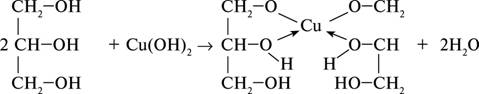 CH₂–OH CH₂–O O–CH₂
2 CH–OH + Cu(OH)₂ → CH–O Cu O–CH + 2H₂O
H H
CH₂–OH CH₂–OH HO–CH₂